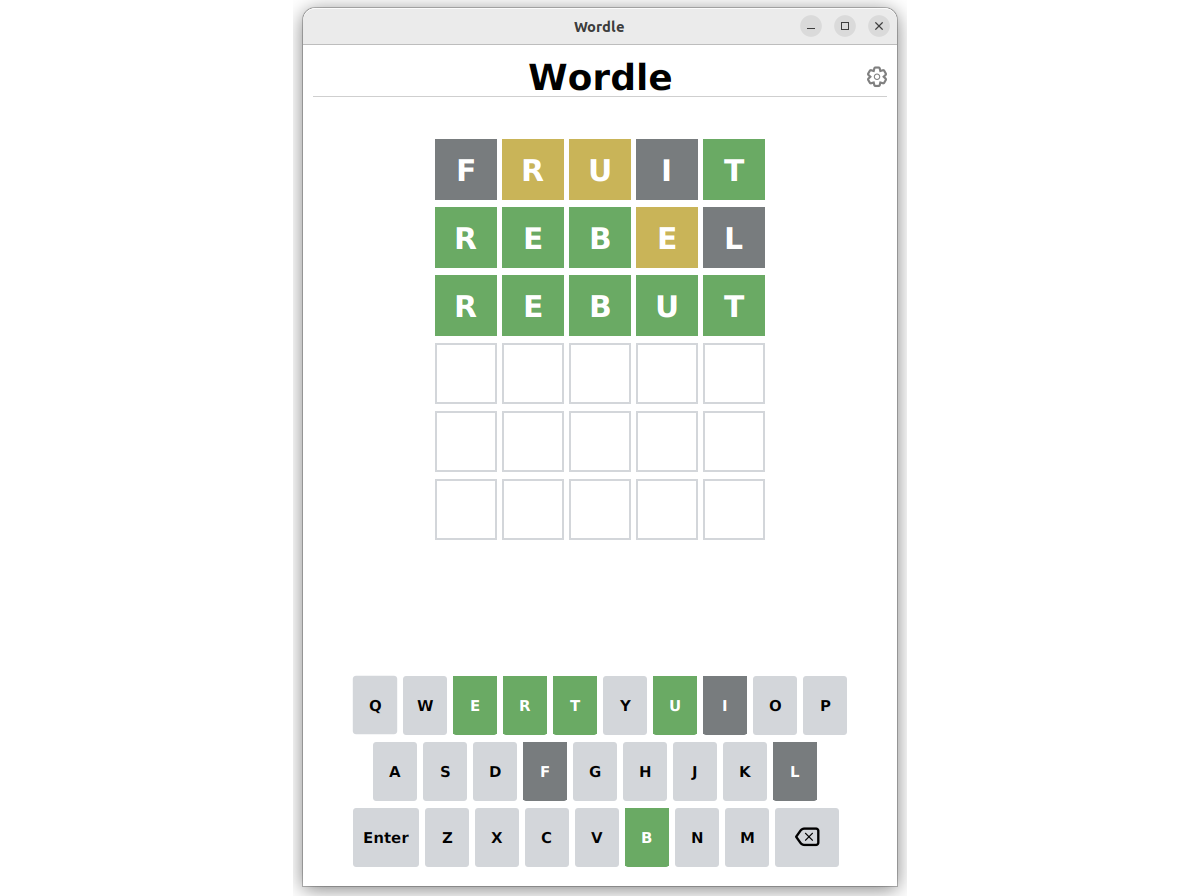 Wordle
Wordle
F R U I T
R E B E L
R E B U T
Q W E R T Y U I O P
A S D F G H J K L
Enter Z X C V B N M